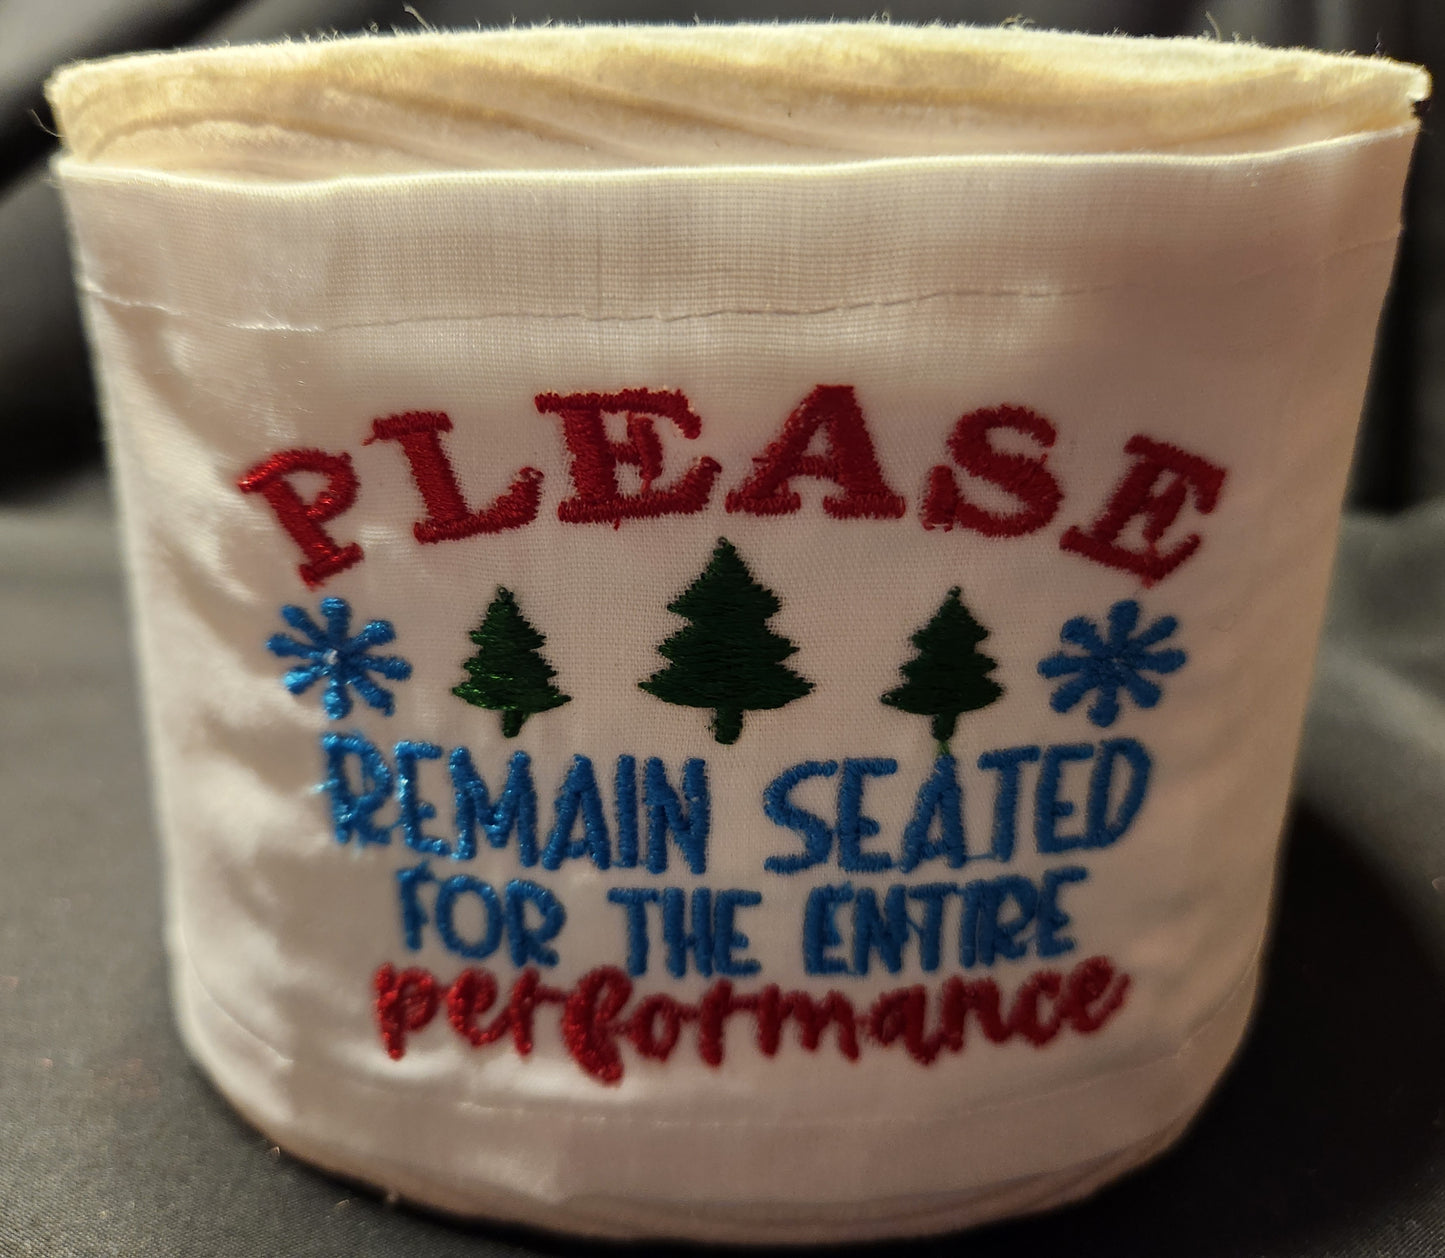 PLEASE
REMAIN SEATED
FOR THE ENTIRE
performance